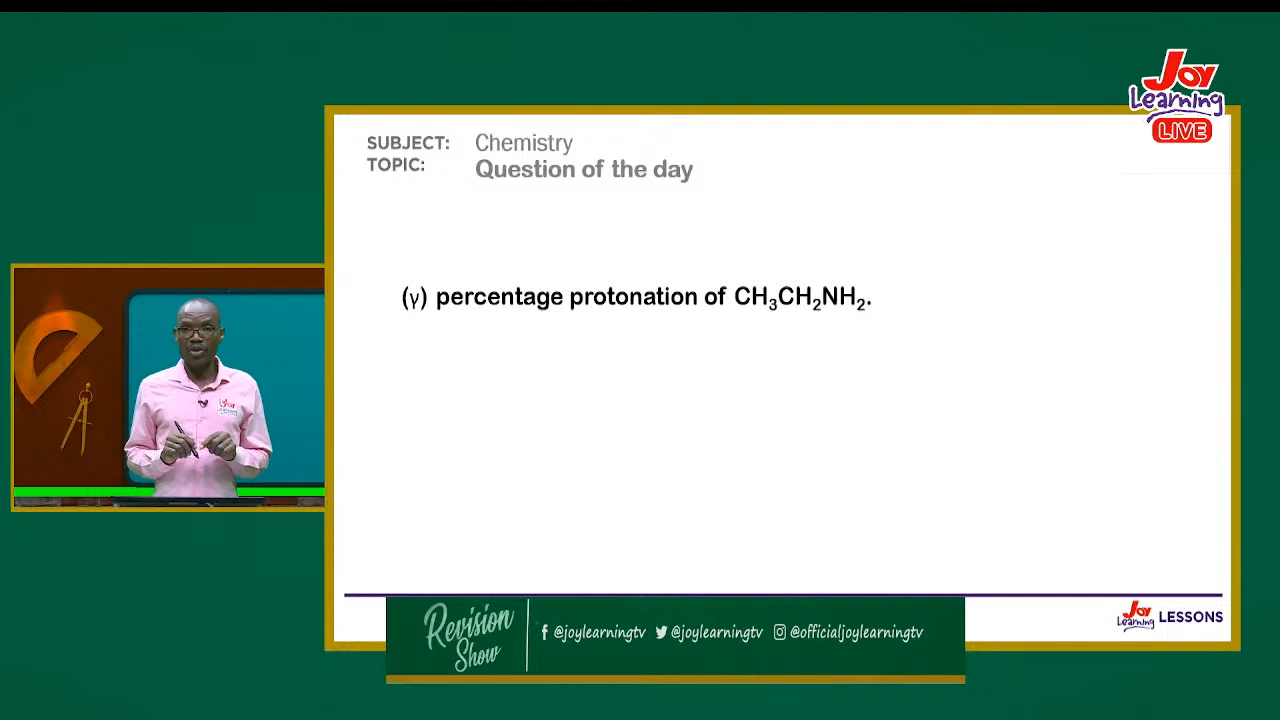 Joy
Learning
LIVE
SUBJECT: Chemistry
TOPIC: Question of the day
(γ) percentage protonation of CH₃CH₂NH₂.
Joy
Learning
LESSONS
Revision
Show
@joylearningtv @joylearningtv @officialjoylearningtv